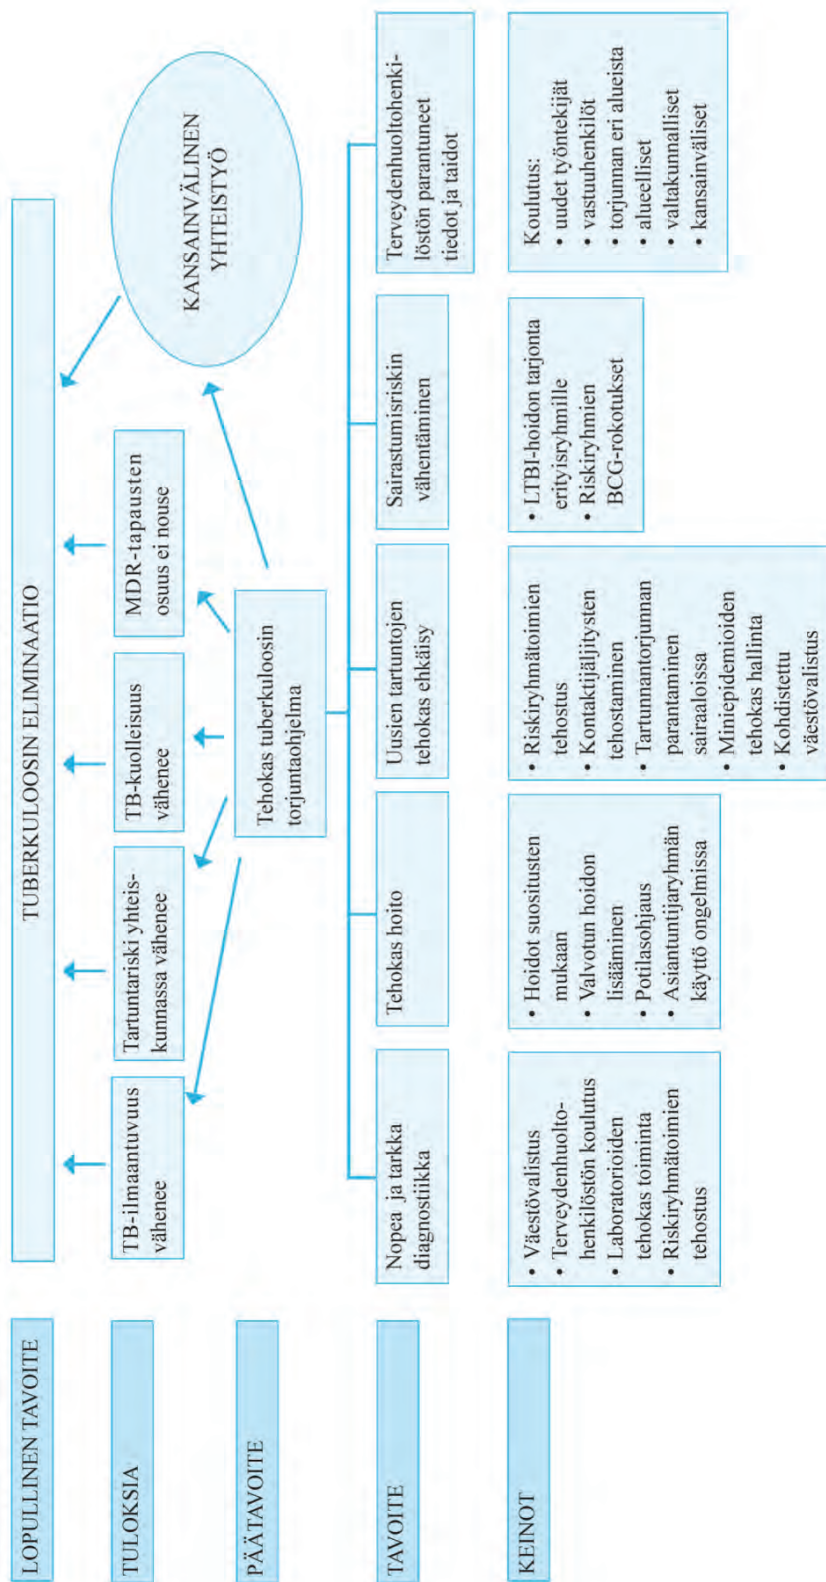 LOPULLINEN TAVOITE
TUBERKULOOSIN ELIMINAATIO
TULOKSIA
TB-ilmaantuvuus
vähenee
Tartuntariski yhteis-
kunnassa vähenee
TB-kuolleisuus
vähenee
MDR-tapausten
osuus ei nouse
KANSAINVÄLINEN
YHTEISTYÖ
PÄÄTAVOITE
Tehokas tuberkuloosin
torjuntaohjelma
TAVOITE
Nopea ja tarkka
diagnostiikka
Tehokas hoito
Uusien tartuntojen
tehokas ehkäisy
Sairastumisriskin
vähentäminen
Terveydenhuoltohenki-
löstön parantuneet
tiedot ja taidot
KEINOT
• Väestövalistus
• Terveydenhuolto-
henkilöstön koulutus
• Laboratorioiden
tehokas toiminta
• Riskiryhmätoimien
tehostus
• Hoidot suositusten
mukaan
• Valvotun hoidon
lisääminen
• Potilasohjaus
• Asiantuntijaryhmän
käyttö ongelmissa
• Riskiryhmätoimien
tehostus
• Kontaktijäljitysten
tehostaminen
• Tartunnantorjunnan
parantaminen
sairaaloissa
• Miniepidemioiden
tehokas hallinta
• Kohdistettu
väestövalistus
• LTBI-hoidon tarjonta
erityisryhmille
• Riskiryhmien
BCG-rokotukset
Koulutus:
• uudet työntekijät
• vastuuhenkilöt
• torjunnan eri alueista
• alueelliset
• valtakunnalliset
• kansainväliset